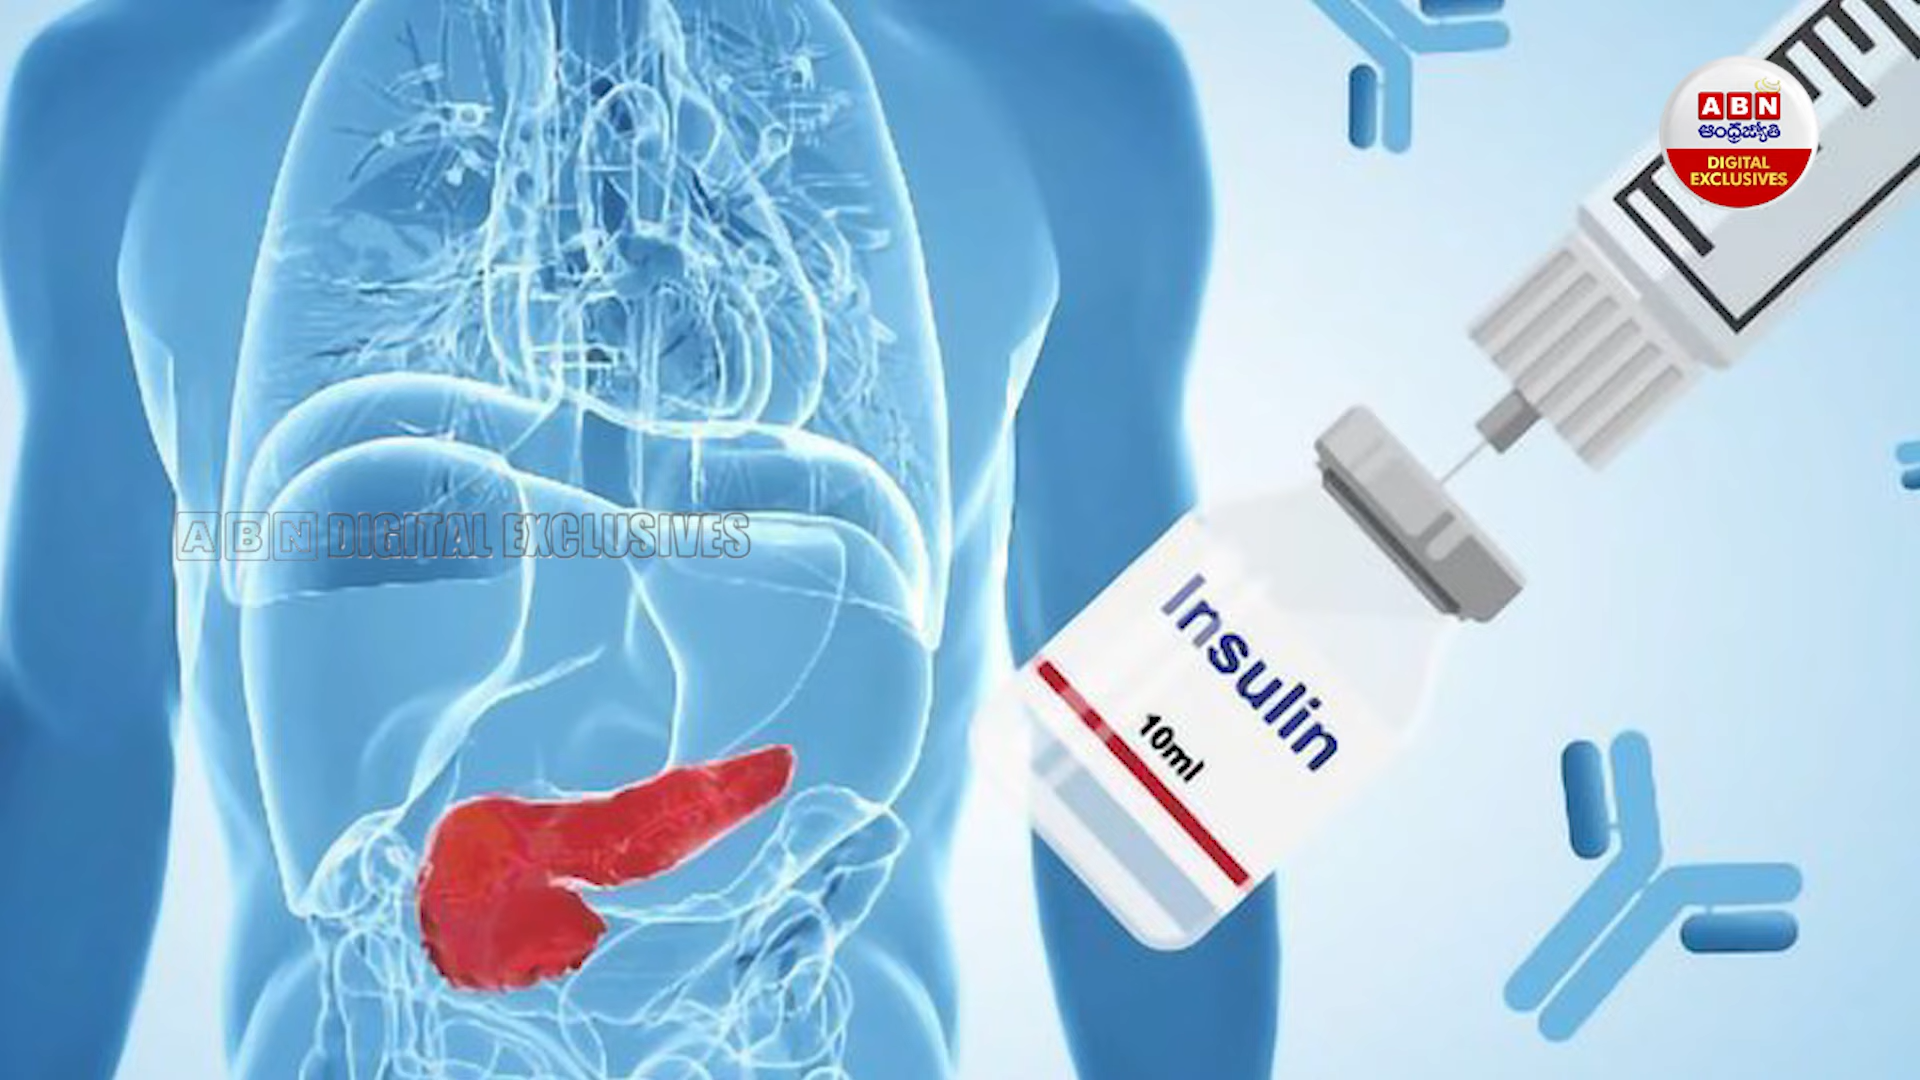 ABN
ఆంధ్రజ్యోతి
DIGITAL
EXCLUSIVES
ABN DIGITAL EXCLUSIVES
Insulin
10ml